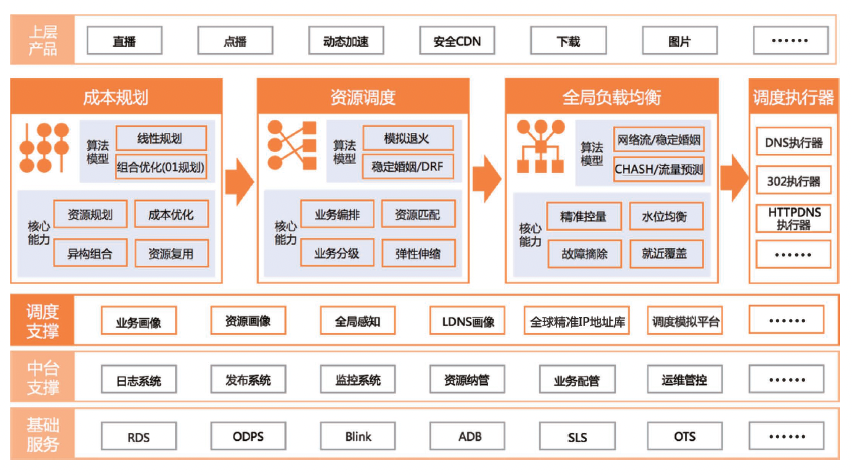 上层
产品
直播
点播
动态加速
安全CDN
下载
图片
······
成本规划
算法
模型
线性规划
组合优化(01规划)
核心
能力
资源规划
成本优化
异构组合
资源复用
资源调度
算法
模型
模拟退火
稳定婚姻/DRF
核心
能力
业务编排
资源匹配
业务分级
弹性伸缩
全局负载均衡
算法
模型
网络流/稳定婚姻
CHASH/流量预测
核心
能力
精准控量
水位均衡
故障摘除
就近覆盖
调度执行器
DNS执行器
302执行器
HTTPDNS
执行器
······
调度
支撑
业务画像
资源画像
全局感知
LDNS画像
全球精准IP地址库
调度模拟平台
······
中台
支撑
日志系统
发布系统
监控系统
资源纳管
业务配管
运维管控
······
基础
服务
RDS
ODPS
Blink
ADB
SLS
OTS
······